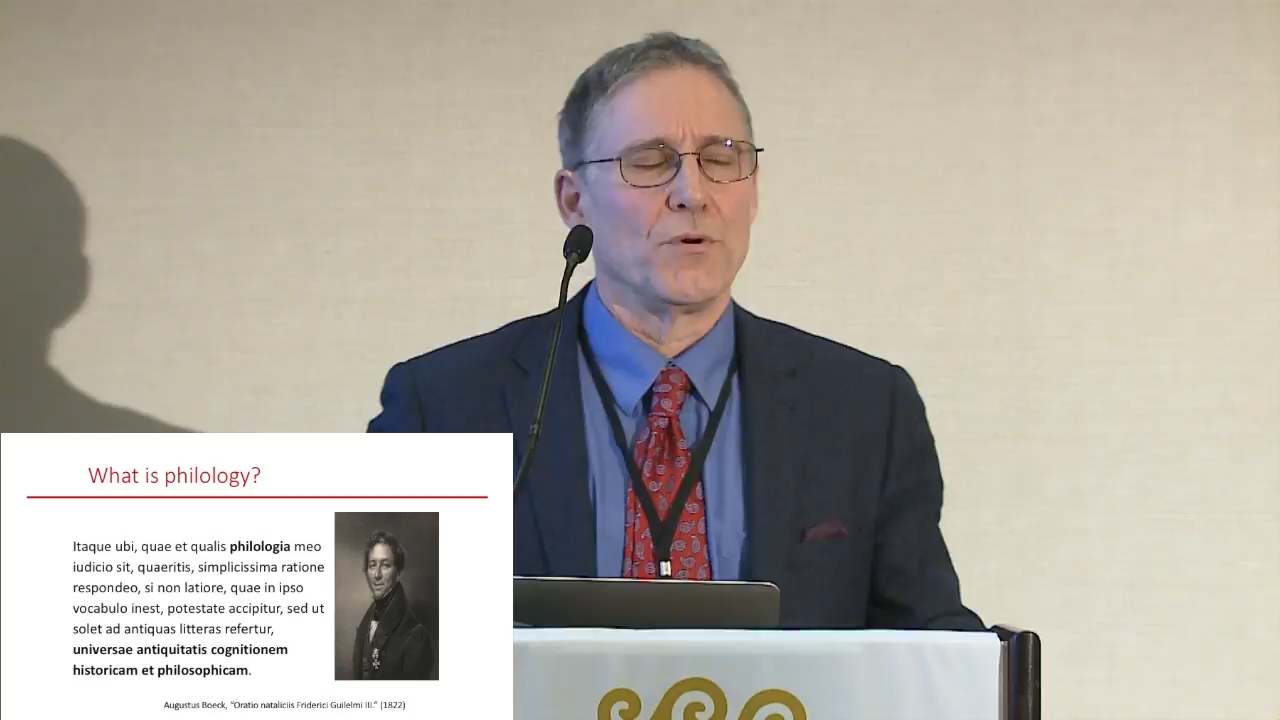 What is philology?
Itaque ubi, quae et qualis philologia meo
iudicio sit, quaeritis, simplicissima ratione
respondeo, si non latiore, quae in ipso
vocabulo inest, potestate accipitur, sed ut
solet ad antiquas litteras refertur,
universae antiquitatis cognitionem
historicam et philosophicam.
Augustus Boeck, "Oratio nataliciis Friderici Guilelmi III." (1822)